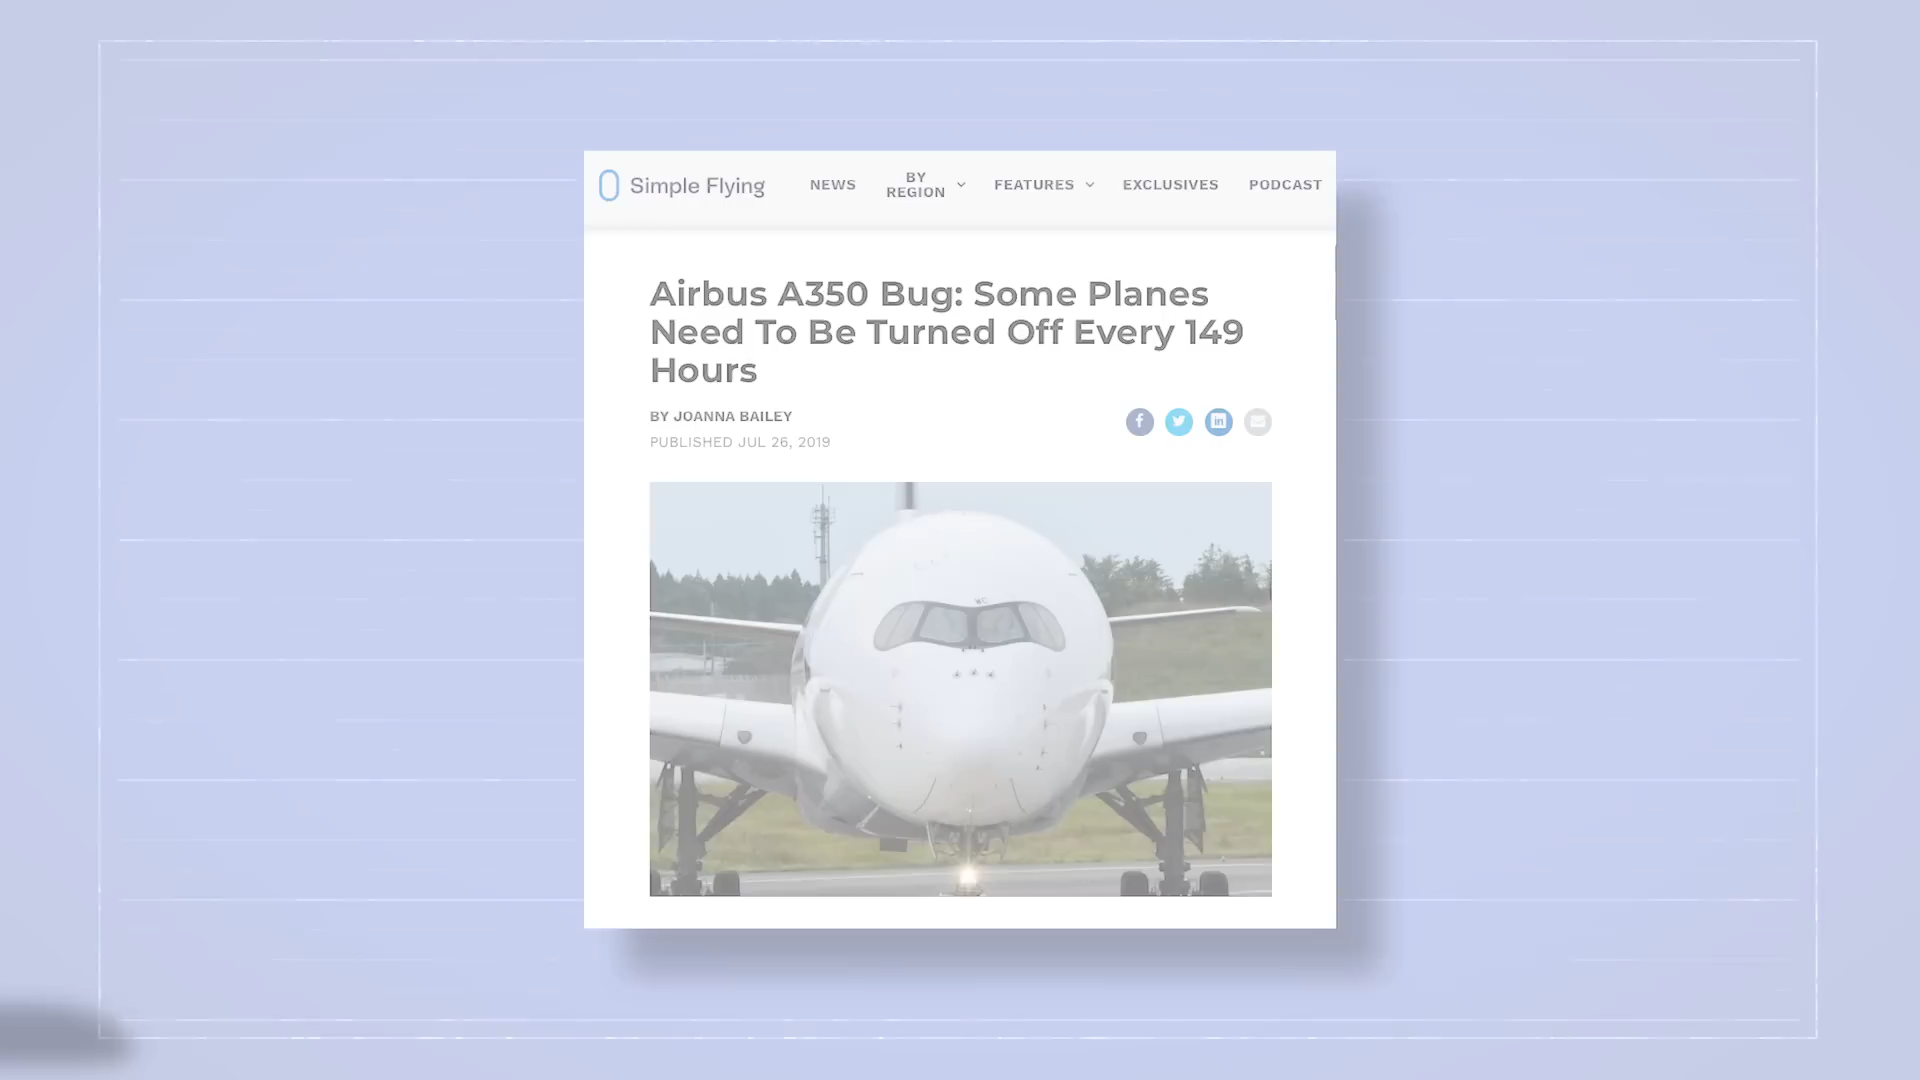 Simple Flying
NEWS
BY
REGION
FEATURES
EXCLUSIVES
PODCAST
Airbus A350 Bug: Some Planes
Need To Be Turned Off Every 149
Hours
BY JOANNA BAILEY
PUBLISHED JUL 26, 2019